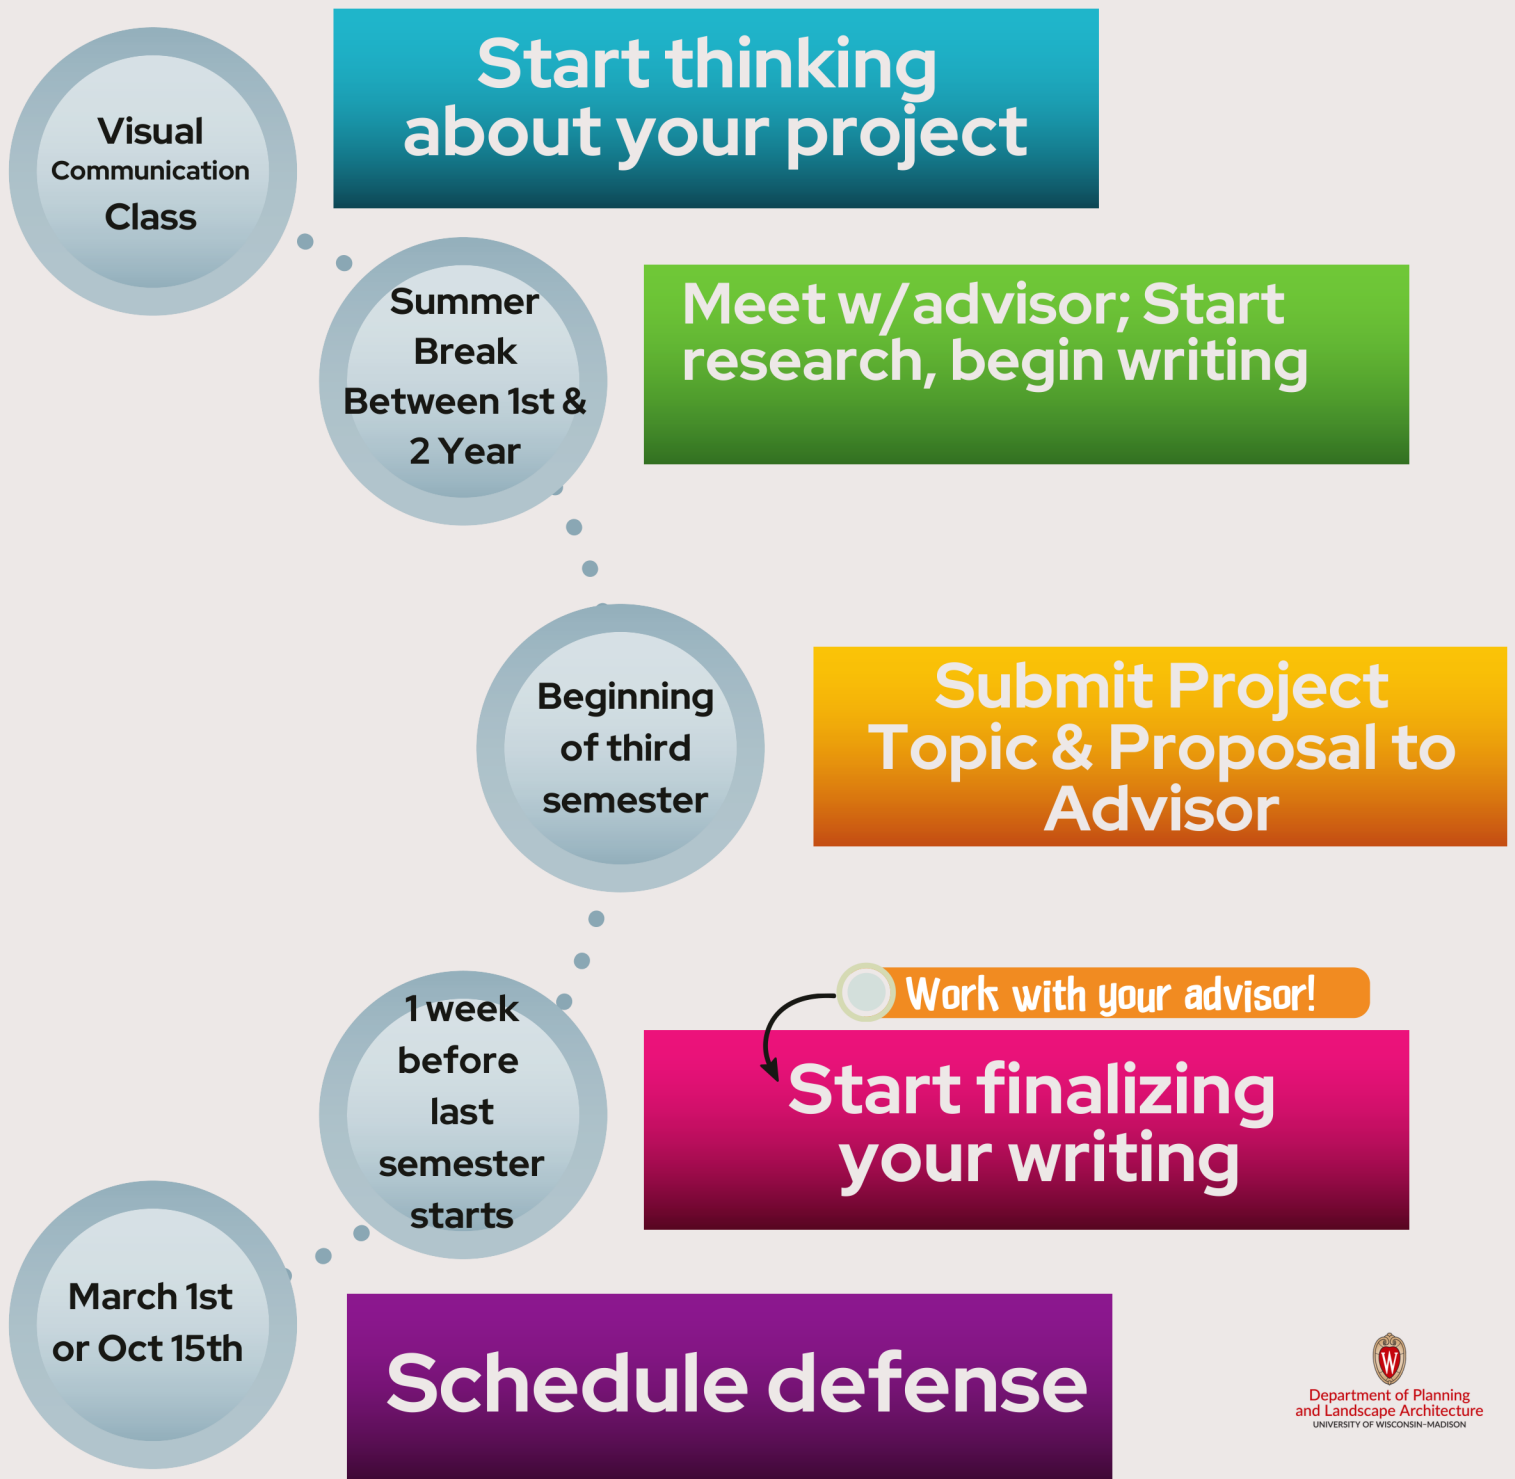 Visual
Communication
Class
Start thinking
about your project
Summer
Break
Between 1st &
2 Year
Meet w/advisor; Start
research, begin writing
Beginning
of third
semester
Submit Project
Topic & Proposal to
Advisor
1 week
before
last
semester
starts
Work with your advisor!
Start finalizing
your writing
March 1st
or Oct 15th
Schedule defense
W
Department of Planning
and Landscape Architecture
UNIVERSITY OF WISCONSIN–MADISON